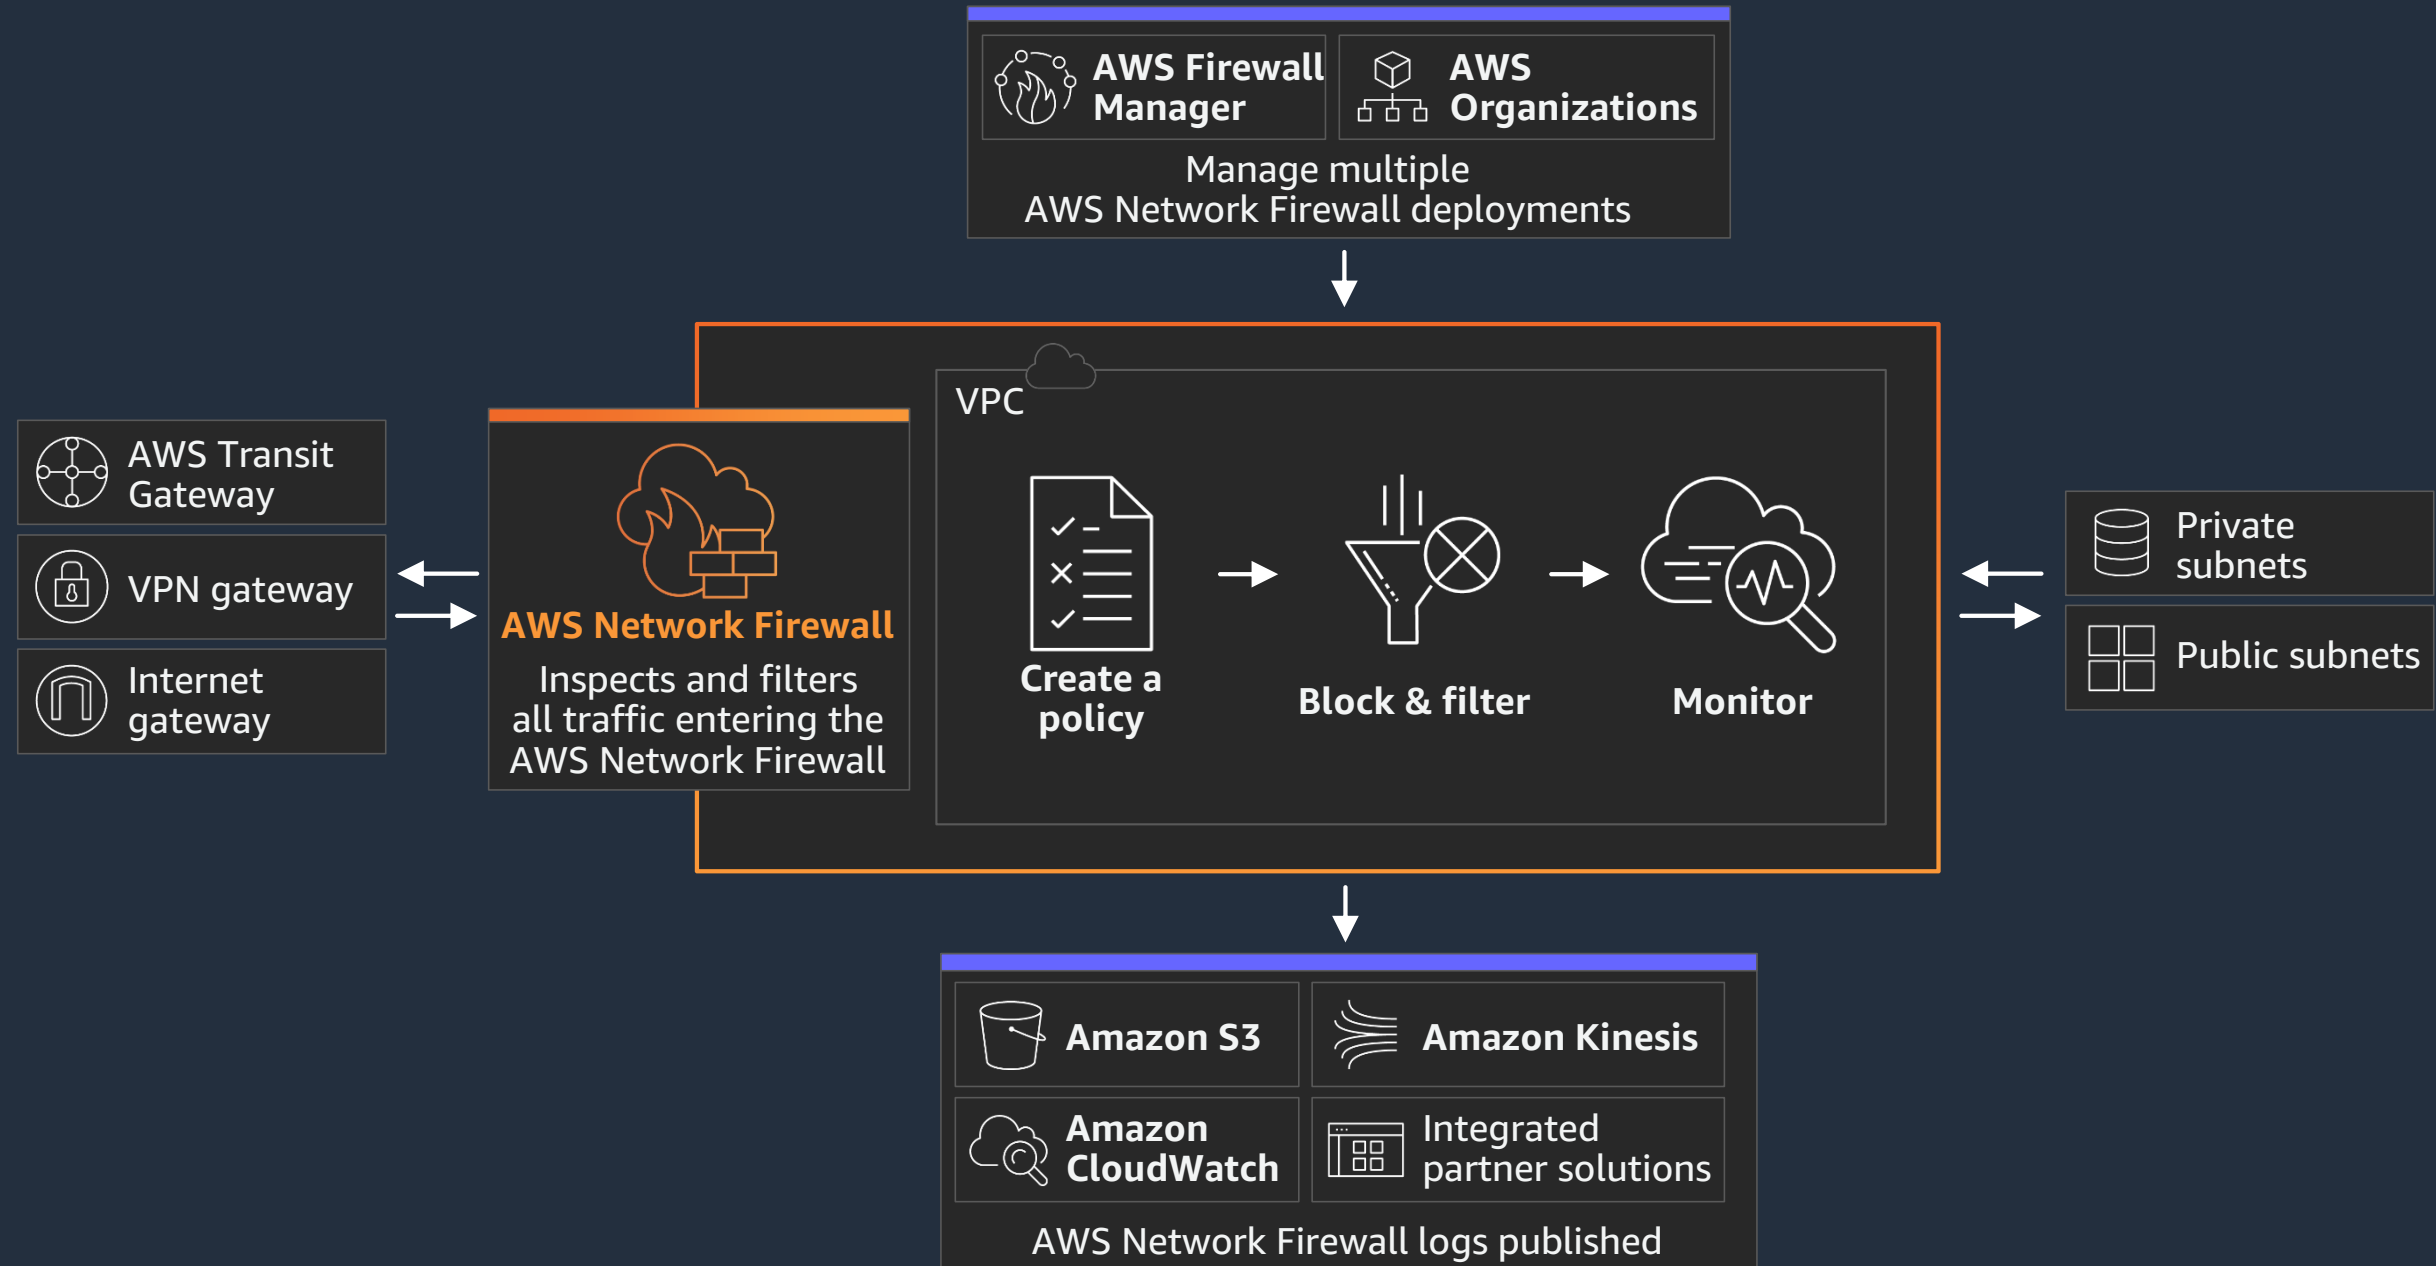 AWS Firewall
Manager
AWS
Organizations
Manage multiple
AWS Network Firewall deployments
VPC
AWS Transit
Gateway
VPN gateway
Internet
gateway
AWS Network Firewall
Inspects and filters
all traffic entering the
AWS Network Firewall
Create a
policy
Block & filter
Monitor
Private
subnets
Public subnets
Amazon S3
Amazon Kinesis
Amazon
CloudWatch
Integrated
partner solutions
AWS Network Firewall logs published